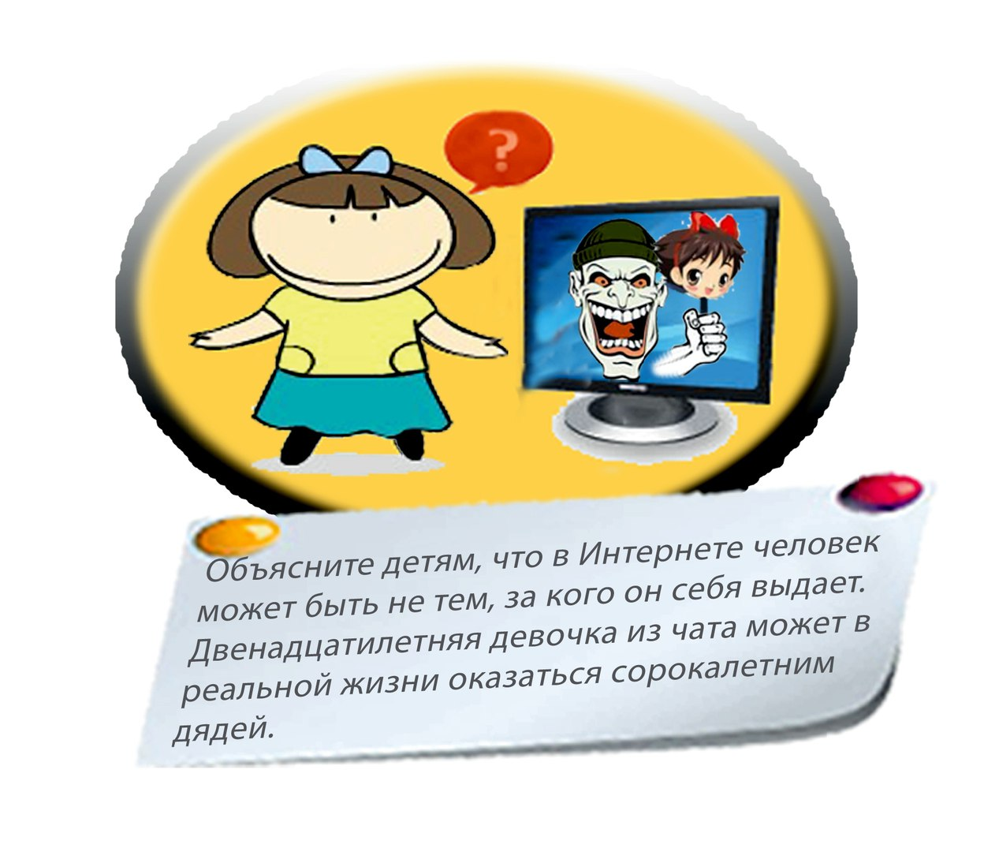 ?
Объясните детям, что в Интернете человек
может быть не тем, за кого он себя выдает.
Двенадцатилетняя девочка из чата может в
реальной жизни оказаться сорокалетним
дядей.